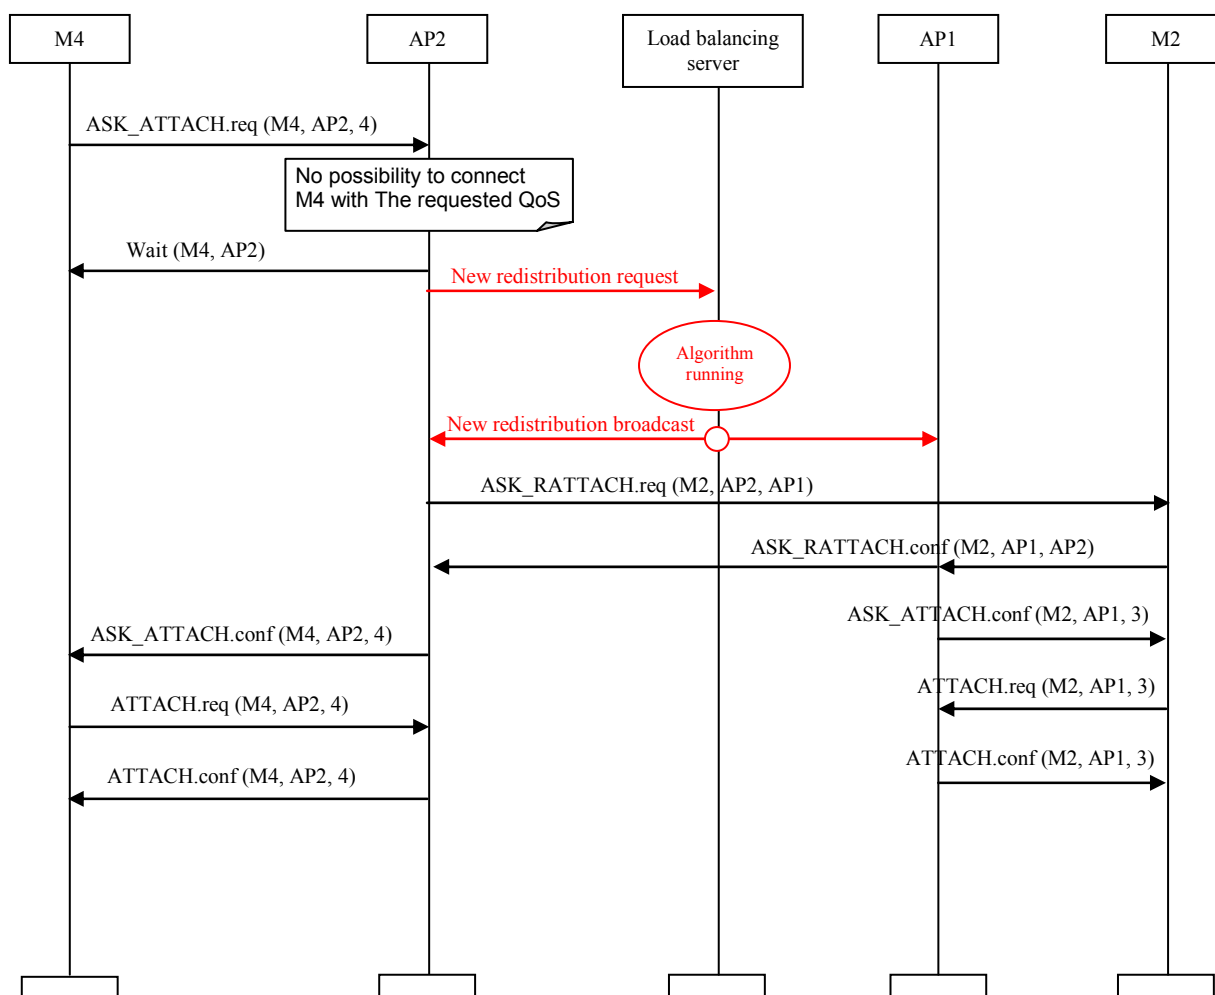 M4
AP2
Load balancing
server
AP1
M2
ASK_ATTACH.req (M4, AP2, 4)
No possibility to connect
M4 with The requested QoS
Wait (M4, AP2)
New redistribution request
Algorithm
running
New redistribution broadcast
ASK_RATTACH.req (M2, AP2, AP1)
ASK_RATTACH.conf (M2, AP1, AP2)
ASK_ATTACH.conf (M2, AP1, 3)
ASK_ATTACH.conf (M4, AP2, 4)
ATTACH.req (M2, AP1, 3)
ATTACH.req (M4, AP2, 4)
ATTACH.conf (M2, AP1, 3)
ATTACH.conf (M4, AP2, 4)